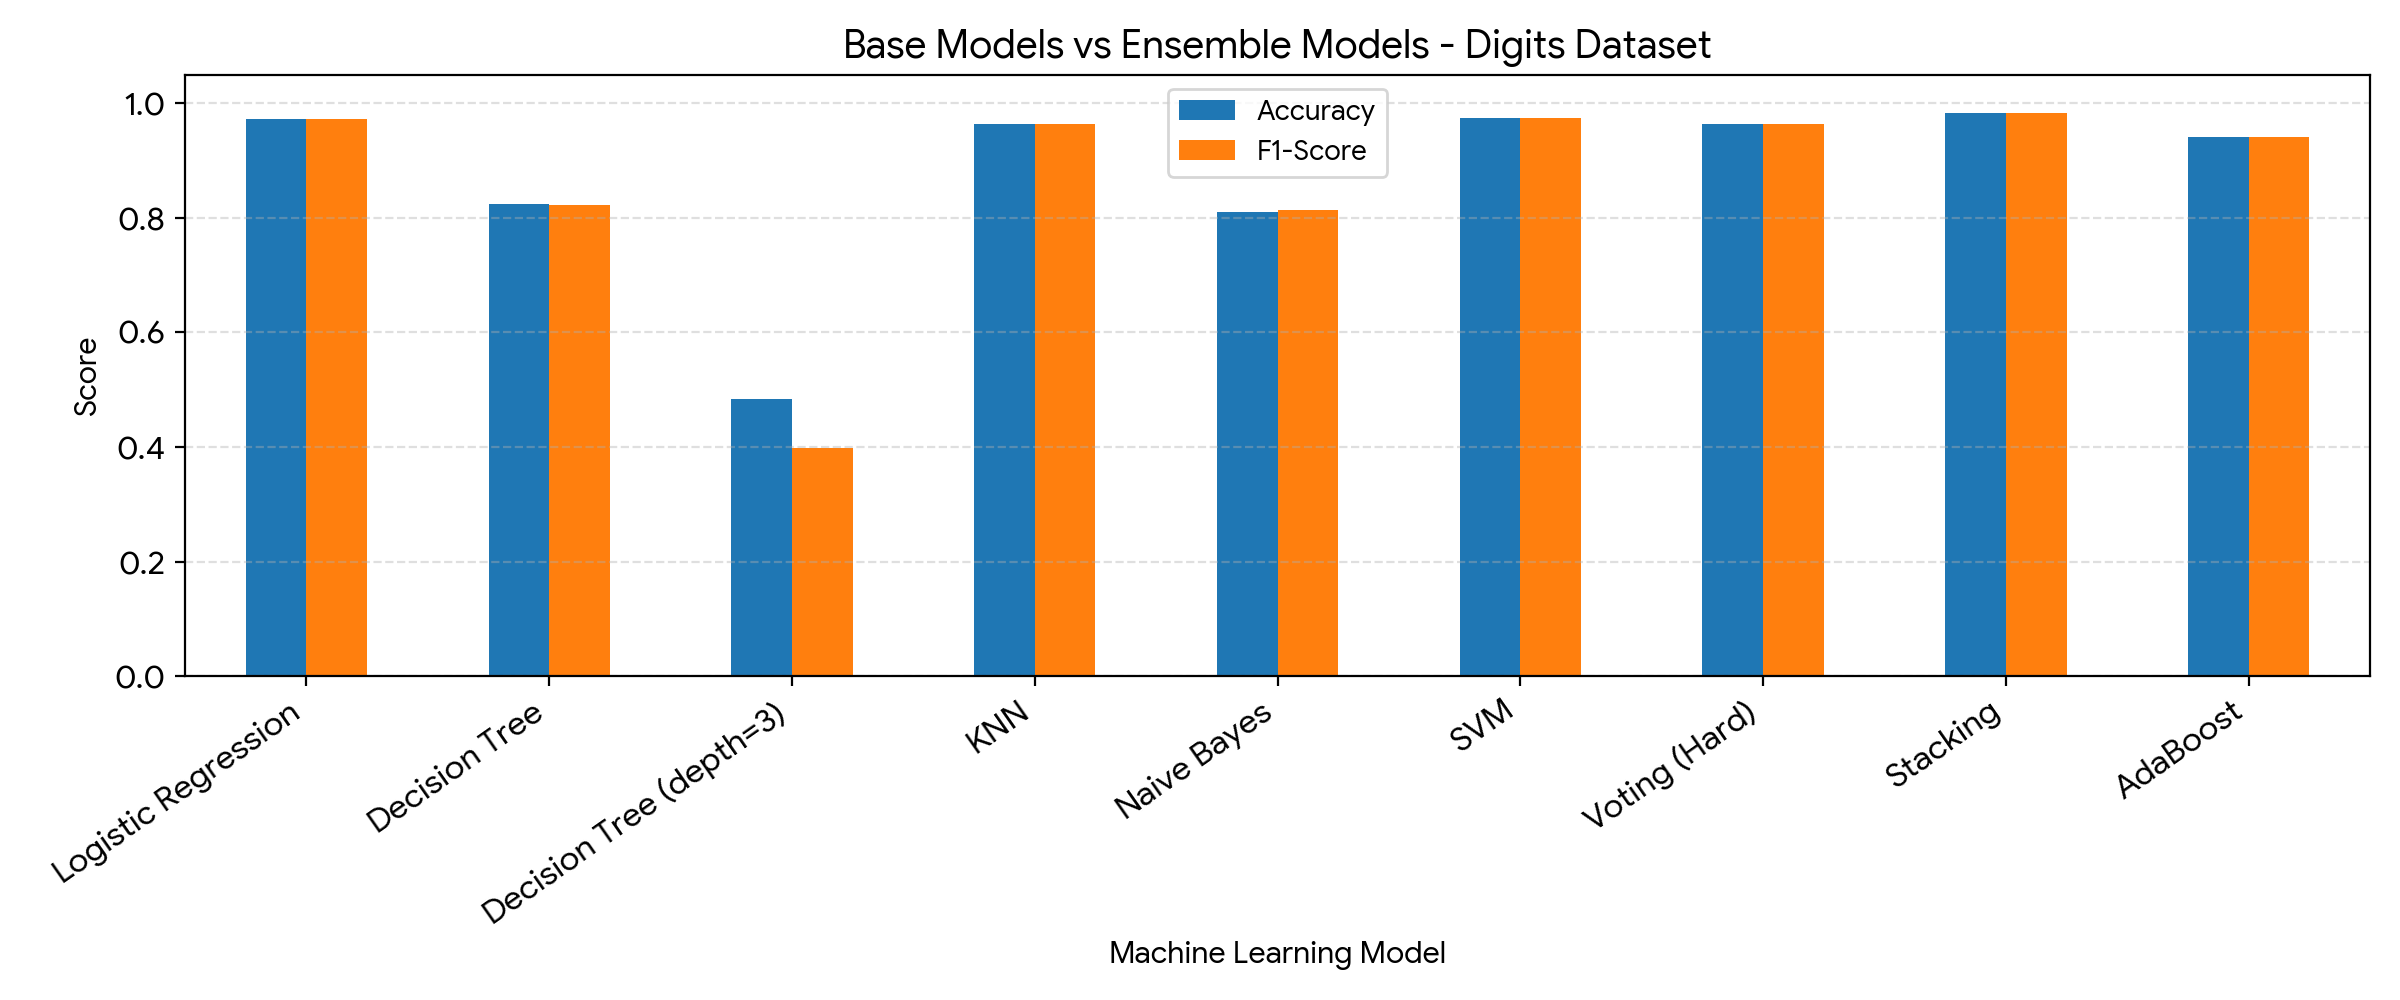 Base Models vs Ensemble Models - Digits Dataset
Accuracy
F1-Score
Score
1.0
0.8
0.6
0.4
0.2
0.0
Logistic Regression
Decision Tree
Decision Tree (depth=3)
KNN
Naive Bayes
SVM
Voting (Hard)
Stacking
AdaBoost
Machine Learning Model